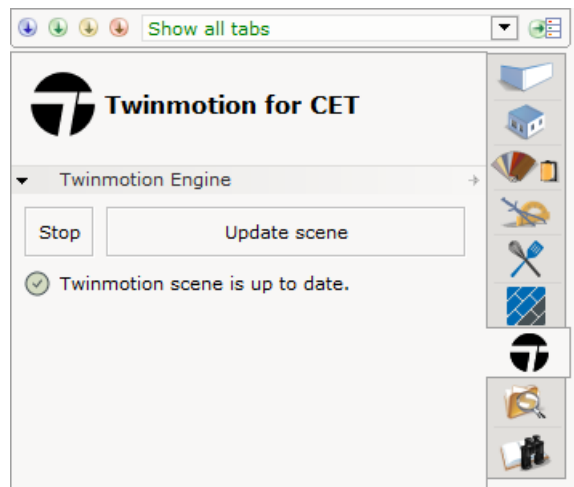 Show all tabs
Twinmotion for CET
Twinmotion Engine
Stop
Update scene
Twinmotion scene is up to date.